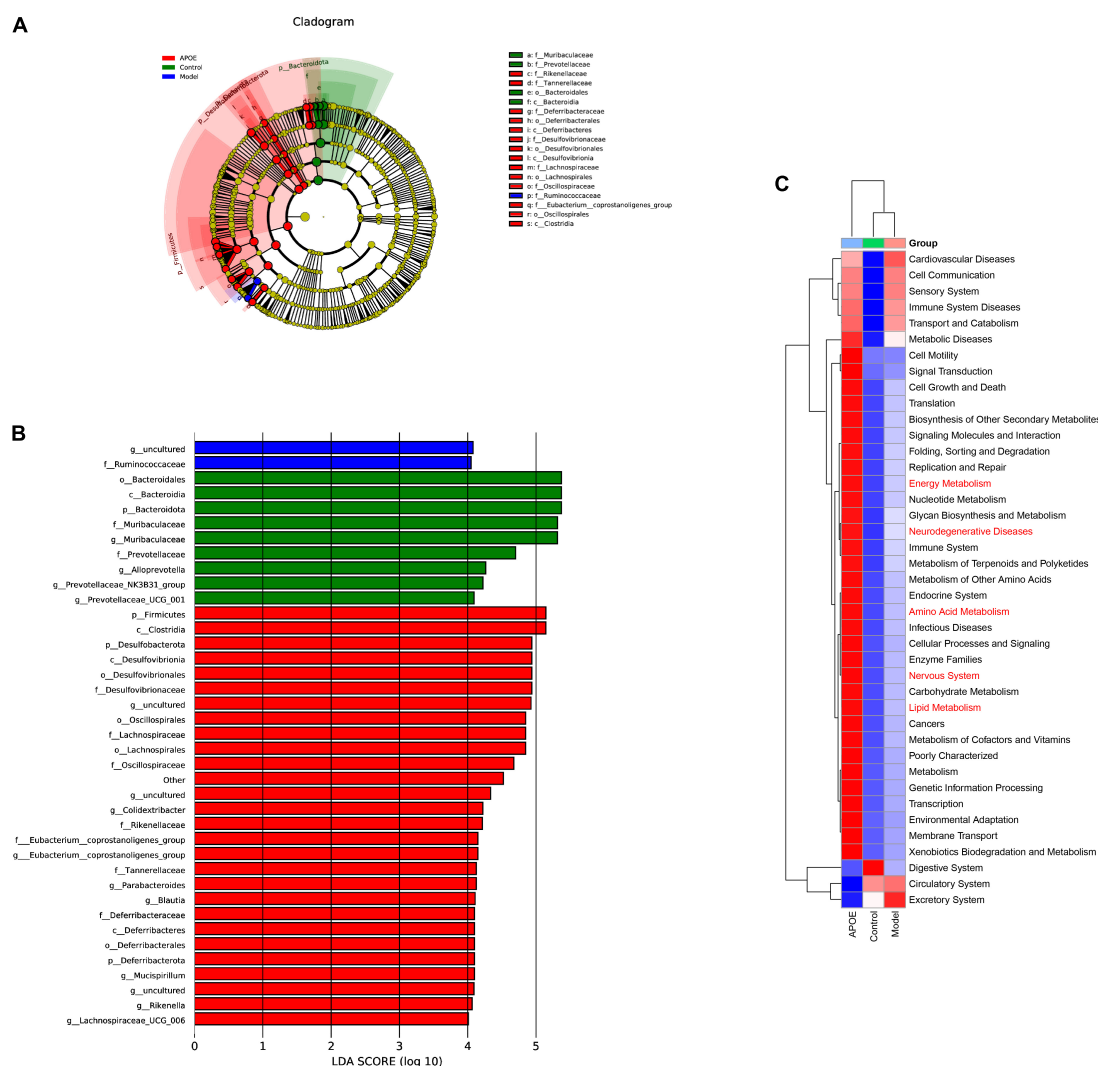 A
Cladogram
APOE
Control
Model
p__Bacteroidota
p__Firmicutes
a: f__Muribaculaceae
b: f__Prevotellaceae
c: f__Rikenellaceae
d: f__Tannerellaceae
e: o__Bacteroidales
f: c__Bacteroidia
g: f__Deferribacteraceae
h: o__Deferribacterales
i: c__Deferribacteres
j: f__Desulfovibrionaceae
k: o__Desulfovibrionales
l: c__Desulfovibrionia
m: f__Lachnospiraceae
n: o__Lachnospirales
o: f__Oscillospiraceae
p: f__Ruminococcaceae
q: f___Eubacterium_coprostanoligenes_group
r: o__Oscillospirales
s: c__Clostridia
B
g__uncultured
f__Ruminococcaceae
o__Bacteroidales
c__Bacteroidia
p__Bacteroidota
f__Muribaculaceae
g__Muribaculaceae
f__Prevotellaceae
g__Alloprevotella
g__Prevotellaceae_NK3B31_group
g__Prevotellaceae_UCG_001
p__Firmicutes
c__Clostridia
p__Desulfobacterota
c__Desulfovibrionia
o__Desulfovibrionales
f__Desulfovibrionaceae
g__uncultured
o__Oscillospirales
f__Lachnospiraceae
o__Lachnospirales
f__Oscillospiraceae
Other
g__uncultured
g__Colidextribacter
f__Rikenellaceae
f___Eubacterium__coprostanoligenes_group
g___Eubacterium__coprostanoligenes_group
f__Tannerellaceae
g__Parabacteroides
g__Blautia
f__Deferribacteraceae
c__Deferribacteres
o__Deferribacterales
p__Deferribacterota
g__Mucispirillum
g__uncultured
g__Rikenella
g__Lachnospiraceae_UCG_006
0 1 2 3 4 5
LDA SCORE (log 10)
C
Group
Cardiovascular Diseases
Cell Communication
Sensory System
Immune System Diseases
Transport and Catabolism
Metabolic Diseases
Cell Motility
Signal Transduction
Cell Growth and Death
Translation
Biosynthesis of Other Secondary Metabolites
Signaling Molecules and Interaction
Folding, Sorting and Degradation
Replication and Repair
Energy Metabolism
Nucleotide Metabolism
Glycan Biosynthesis and Metabolism
Neurodegenerative Diseases
Immune System
Metabolism of Terpenoids and Polyketides
Metabolism of Other Amino Acids
Endocrine System
Amino Acid Metabolism
Infectious Diseases
Cellular Processes and Signaling
Enzyme Families
Nervous System
Carbohydrate Metabolism
Lipid Metabolism
Cancers
Metabolism of Cofactors and Vitamins
Poorly Characterized
Metabolism
Genetic Information Processing
Transcription
Environmental Adaptation
Membrane Transport
Xenobiotics Biodegradation and Metabolism
Digestive System
Circulatory System
Excretory System
APOE
Control
Model